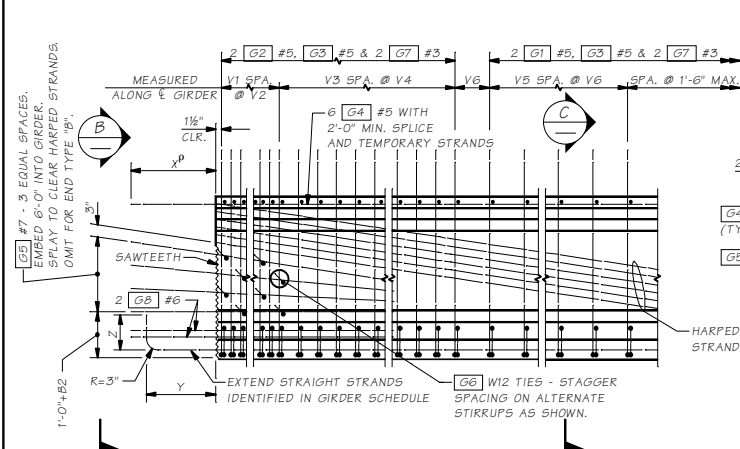 2 G2 #5, G3 #5 & 2 G7 #3
2 G1 #5, G3 #5 & 2 G7 #3
MEASURED
ALONG ℄ GIRDER
V1 SPA.
@ V2
V3 SPA. @ V4
V6
V5 SPA. @ V6
SPA. @ 1'-6" MAX.
G5 #7 - 3 EQUAL SPACES.
EMBED 6'-0" INTO GIRDER.
SPLAY TO CLEAR HARPED STRANDS.
OMIT FOR END TYPE "B".
B
1½"
CLR.
6 G4 #5 WITH
2'-0" MIN. SPLICE
AND TEMPORARY STRANDS
C
2
XP
3"
G4
(TY
G5
SAWTEETH
2 G8 #6
Z
HARPED
STRAND
R=3"
Y
1'-0"+B2
EXTEND STRAIGHT STRANDS
IDENTIFIED IN GIRDER SCHEDULE
G6 W12 TIES - STAGGER
SPACING ON ALTERNATE
STIRRUPS AS SHOWN.